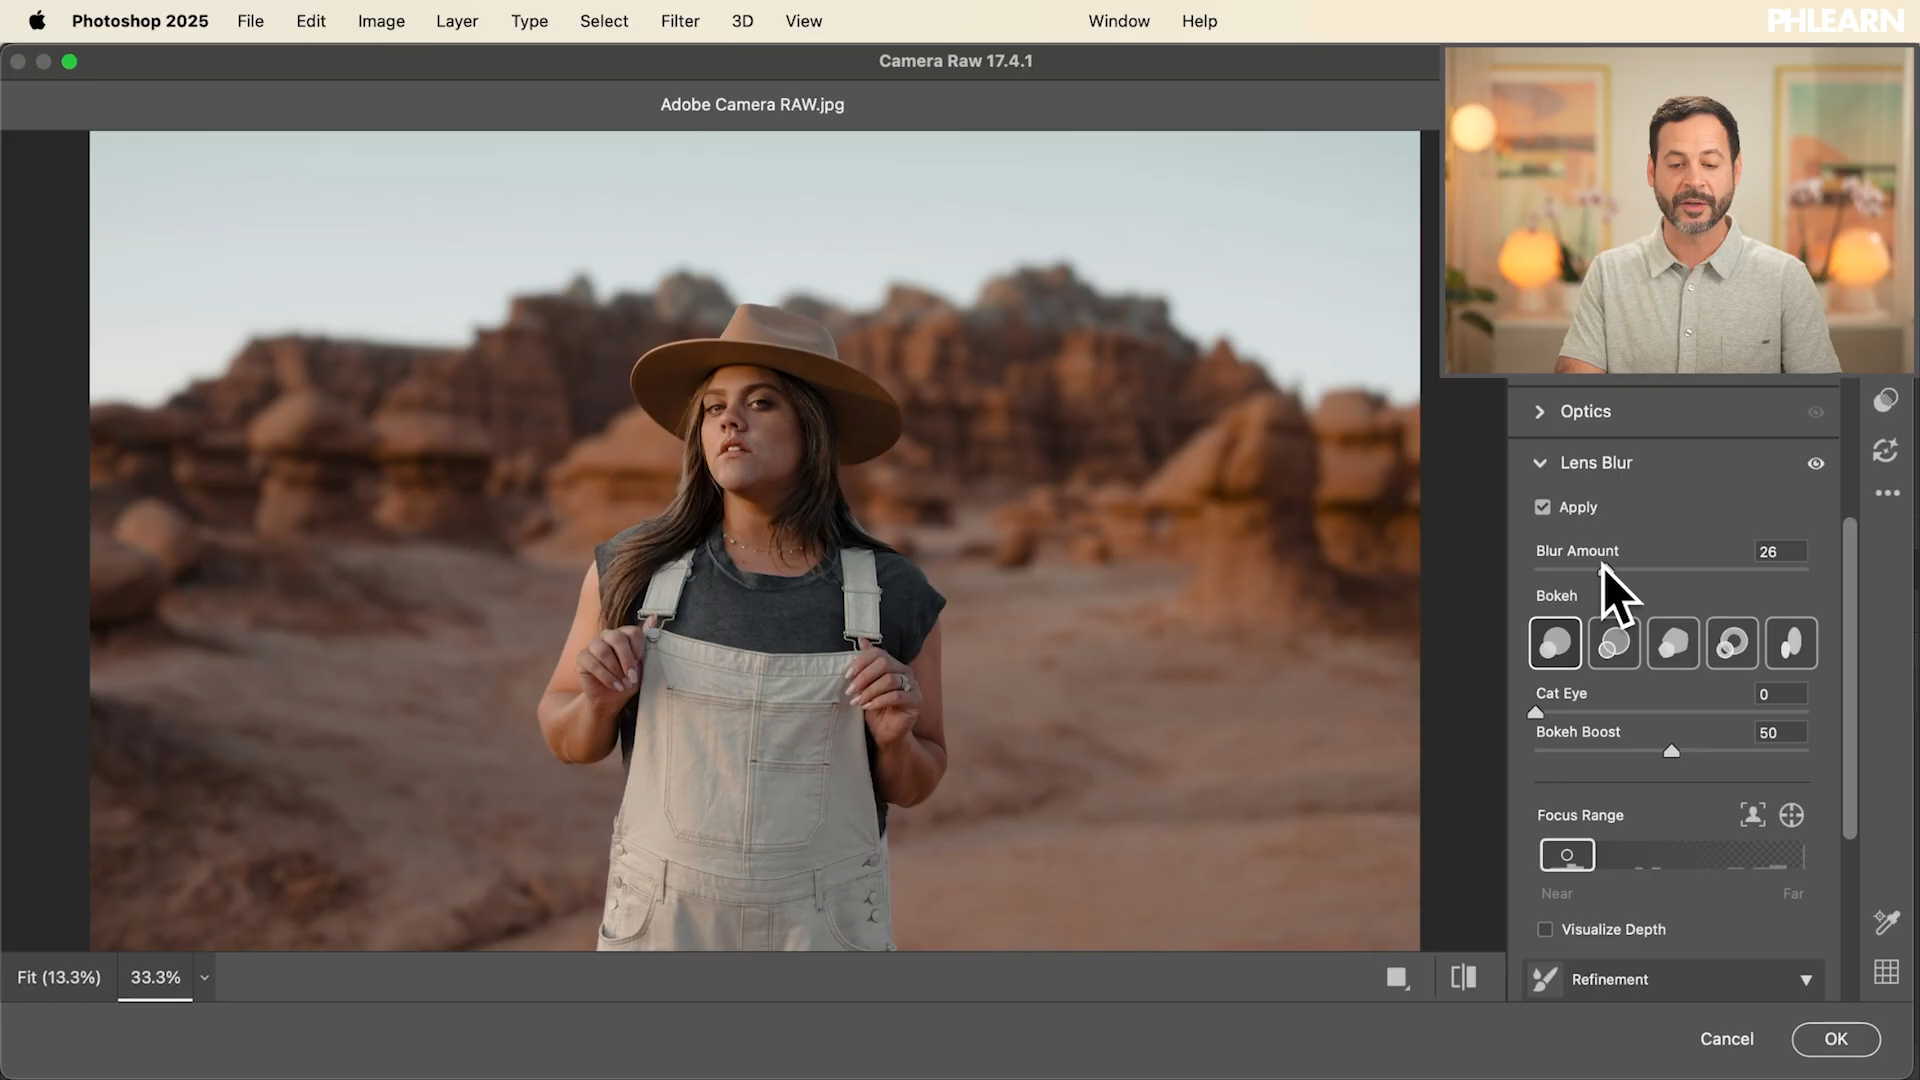 Photoshop 2025 File Edit Image Layer Type Select Filter 3D View Window Help
PHLEARN
Camera Raw 17.4.1
Adobe Camera RAW.jpg
Optics
Lens Blur
Apply
Blur Amount 26
Bokeh
Cat Eye 0
Bokeh Boost 50
Focus Range
Near Far
Visualize Depth
Refinement
Fit (13.3%) 33.3%
Cancel OK